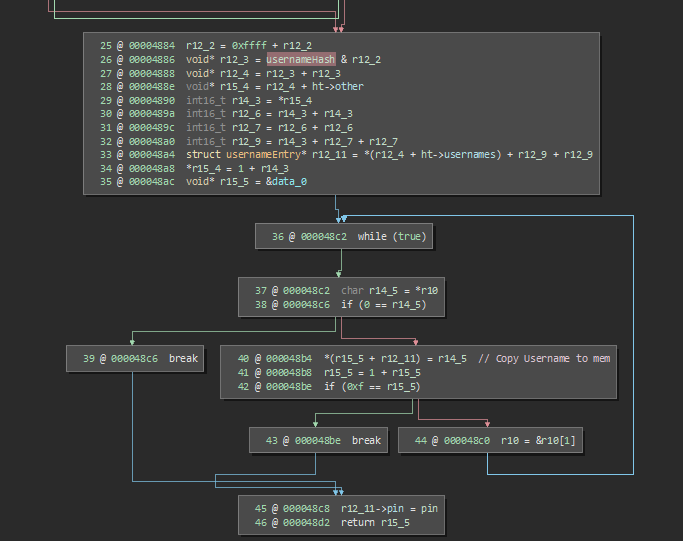 25 @ 00004884  r12_2 = 0xffff + r12_2
26 @ 00004886  void* r12_3 = usernameHash & r12_2
27 @ 00004888  void* r12_4 = r12_3 + r12_3
28 @ 0000488e  void* r15_4 = r12_4 + ht->other
29 @ 00004890  int16_t r14_3 = *r15_4
30 @ 0000489a  int16_t r12_6 = r14_3 + r14_3
31 @ 0000489c  int16_t r12_7 = r12_6 + r12_6
32 @ 000048a0  int16_t r12_9 = r14_3 + r12_7 + r12_7
33 @ 000048a4  struct usernameEntry* r12_11 = *(r12_4 + ht->usernames) + r12_9 + r12_9
34 @ 000048a8  *r15_4 = 1 + r14_3
35 @ 000048ac  void* r15_5 = &data_0
36 @ 000048c2  while (true)
37 @ 000048c2  char r14_5 = *r10
38 @ 000048c6  if (0 == r14_5)
39 @ 000048c6  break
40 @ 000048b4  *(r15_5 + r12_11) = r14_5  // Copy Username to mem
41 @ 000048b8  r15_5 = 1 + r15_5
42 @ 000048be  if (0xf == r15_5)
43 @ 000048be  break
44 @ 000048c0  r10 = &r10[1]
45 @ 000048c8  r12_11->pin = pin
46 @ 000048d2  return r15_5